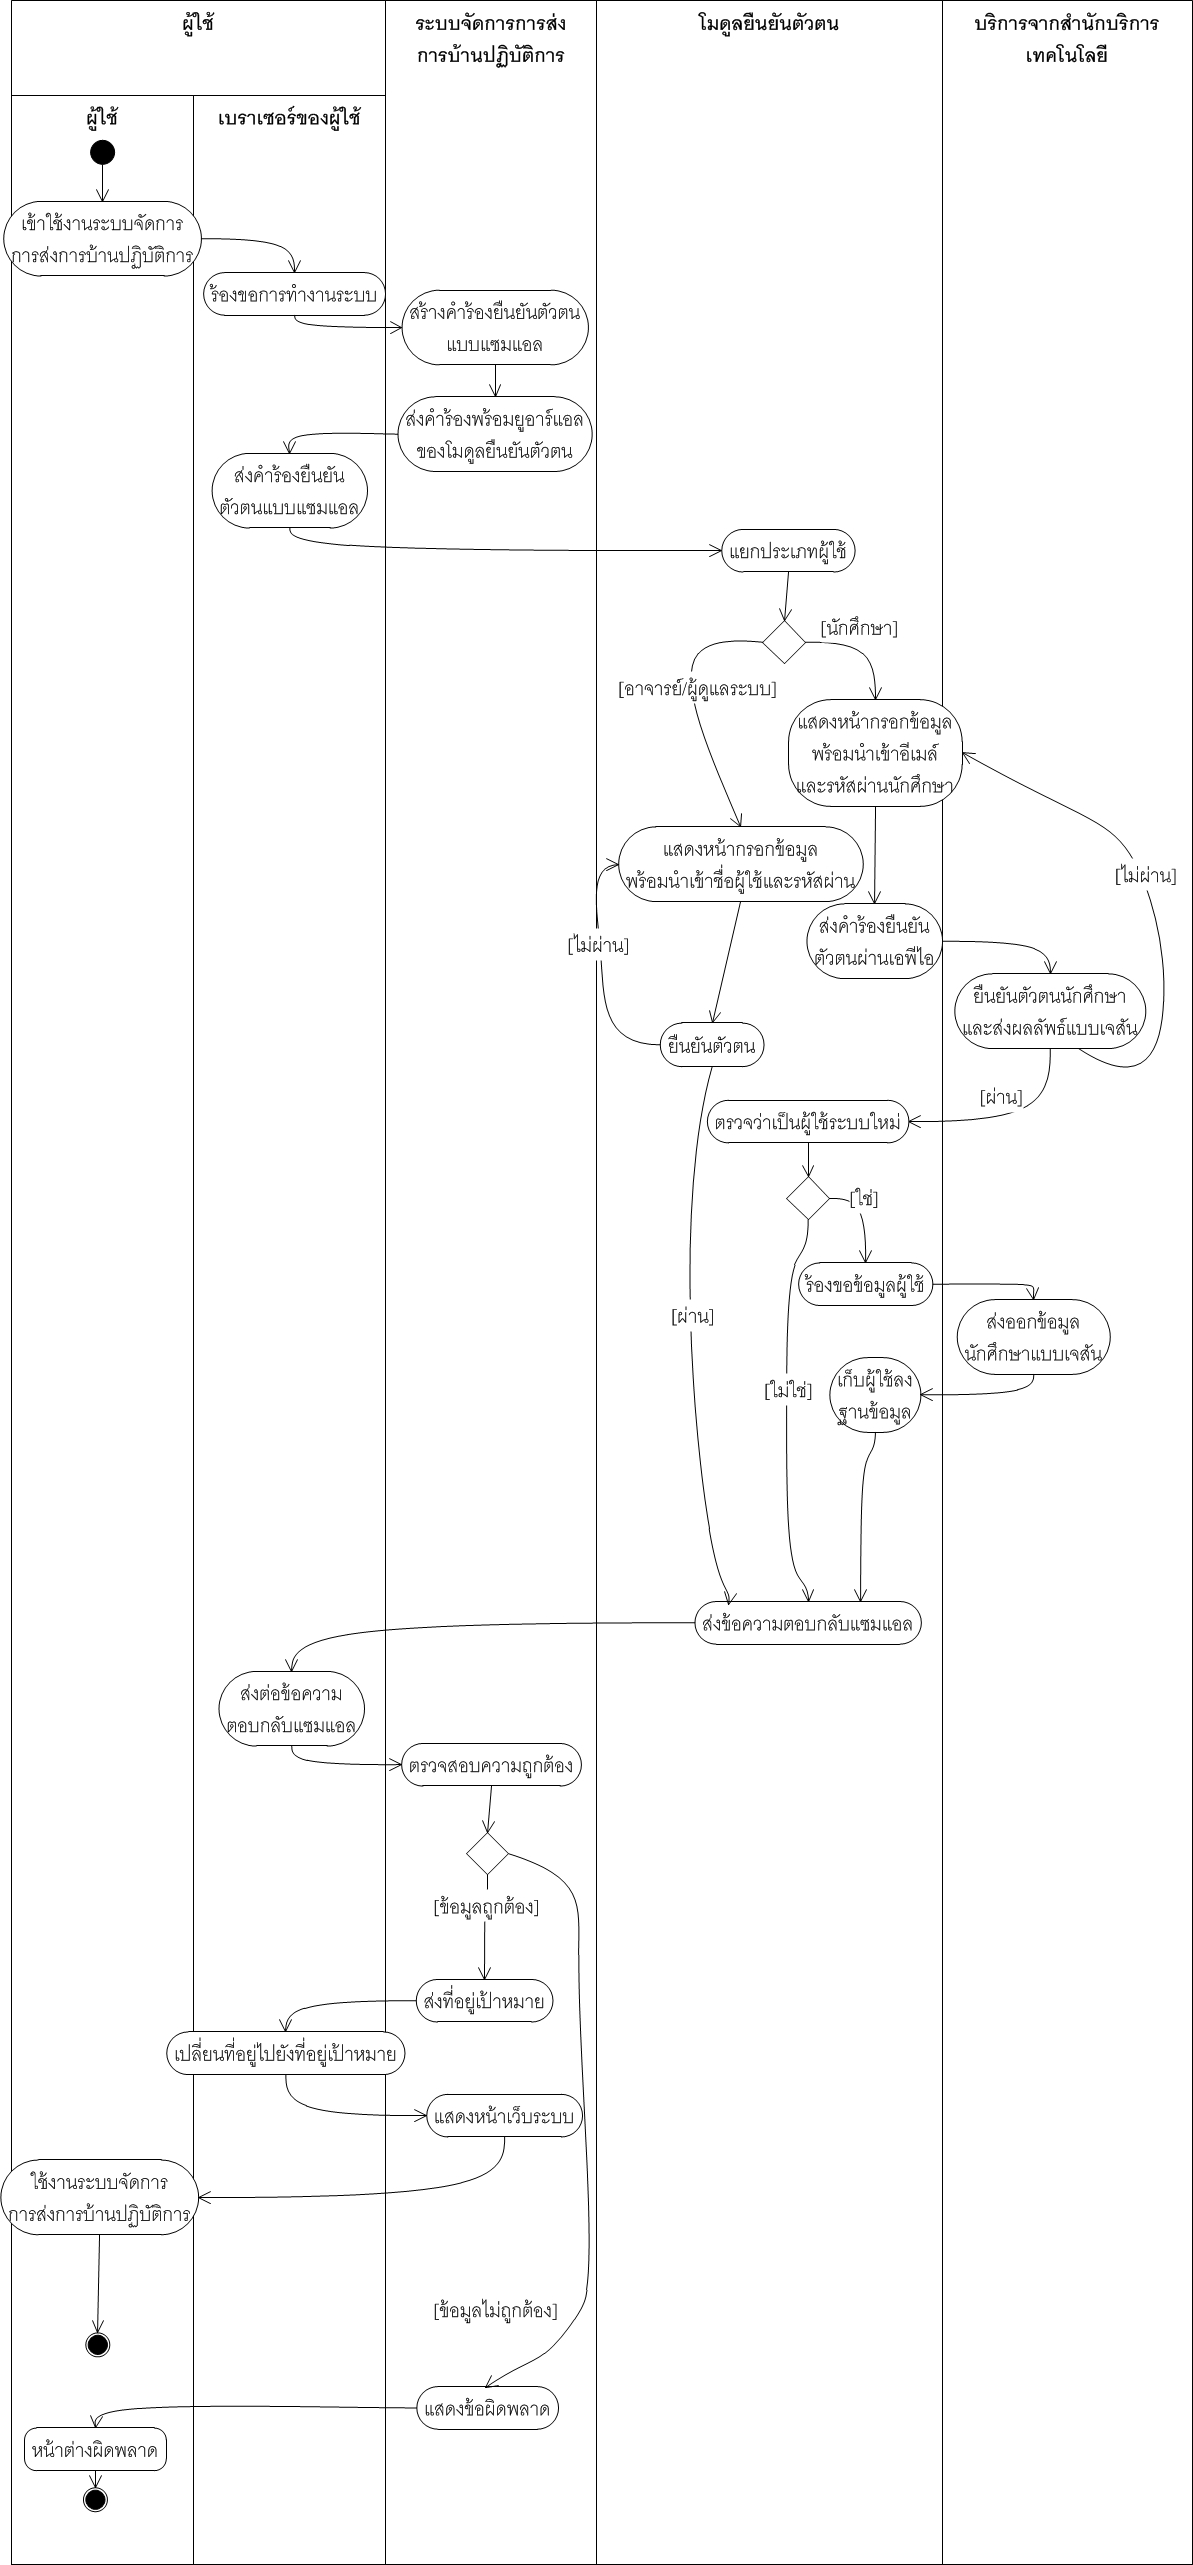 ผู้ใช้
ระบบจัดการการส่ง
การบ้านปฏิบัติการ
โมดูลยืนยันตัวตน
บริการจากสำนักบริการ
เทคโนโลยี
ผู้ใช้
เบราเซอร์ของผู้ใช้
เข้าใช้งานระบบจัดการ
การส่งการบ้านปฏิบัติการ
ร้องขอการทำงานระบบ
สร้างคำร้องยืนยันตัวตน
แบบแซมแอล
ส่งคำร้องพร้อมยูอาร์แอล
ของโมดูลยืนยันตัวตน
ส่งคำร้องยืนยัน
ตัวตนแบบแซมแอล
แยกประเภทผู้ใช้
[นักศึกษา]
[อาจารย์/ผู้ดูแลระบบ]
แสดงหน้ากรอกข้อมูล
พร้อมนำเข้าอีเมล์
และรหัสผ่านนักศึกษา
แสดงหน้ากรอกข้อมูล
พร้อมนำเข้าชื่อผู้ใช้และรหัสผ่าน
[ไม่ผ่าน]
ส่งคำร้องยืนยัน
ตัวตนผ่านเอพีไอ
[ไม่ผ่าน]
ยืนยันตัวตนนักศึกษา
และส่งผลลัพธ์แบบเจสัน
ยืนยันตัวตน
[ผ่าน]
ตรวจว่าเป็นผู้ใช้ระบบใหม่
[ใช่]
ร้องขอข้อมูลผู้ใช้
[ผ่าน]
ส่งออกข้อมูล
นักศึกษาแบบเจสัน
[ไม่ใช่]
เก็บผู้ใช้ลง
ฐานข้อมูล
ส่งข้อความตอบกลับแซมแอล
ส่งต่อข้อความ
ตอบกลับแซมแอล
ตรวจสอบความถูกต้อง
[ข้อมูลถูกต้อง]
ส่งที่อยู่เป้าหมาย
เปลี่ยนที่อยู่ไปยังที่อยู่เป้าหมาย
แสดงหน้าเว็บระบบ
ใช้งานระบบจัดการ
การส่งการบ้านปฏิบัติการ
[ข้อมูลไม่ถูกต้อง]
แสดงข้อผิดพลาด
หน้าต่างผิดพลาด